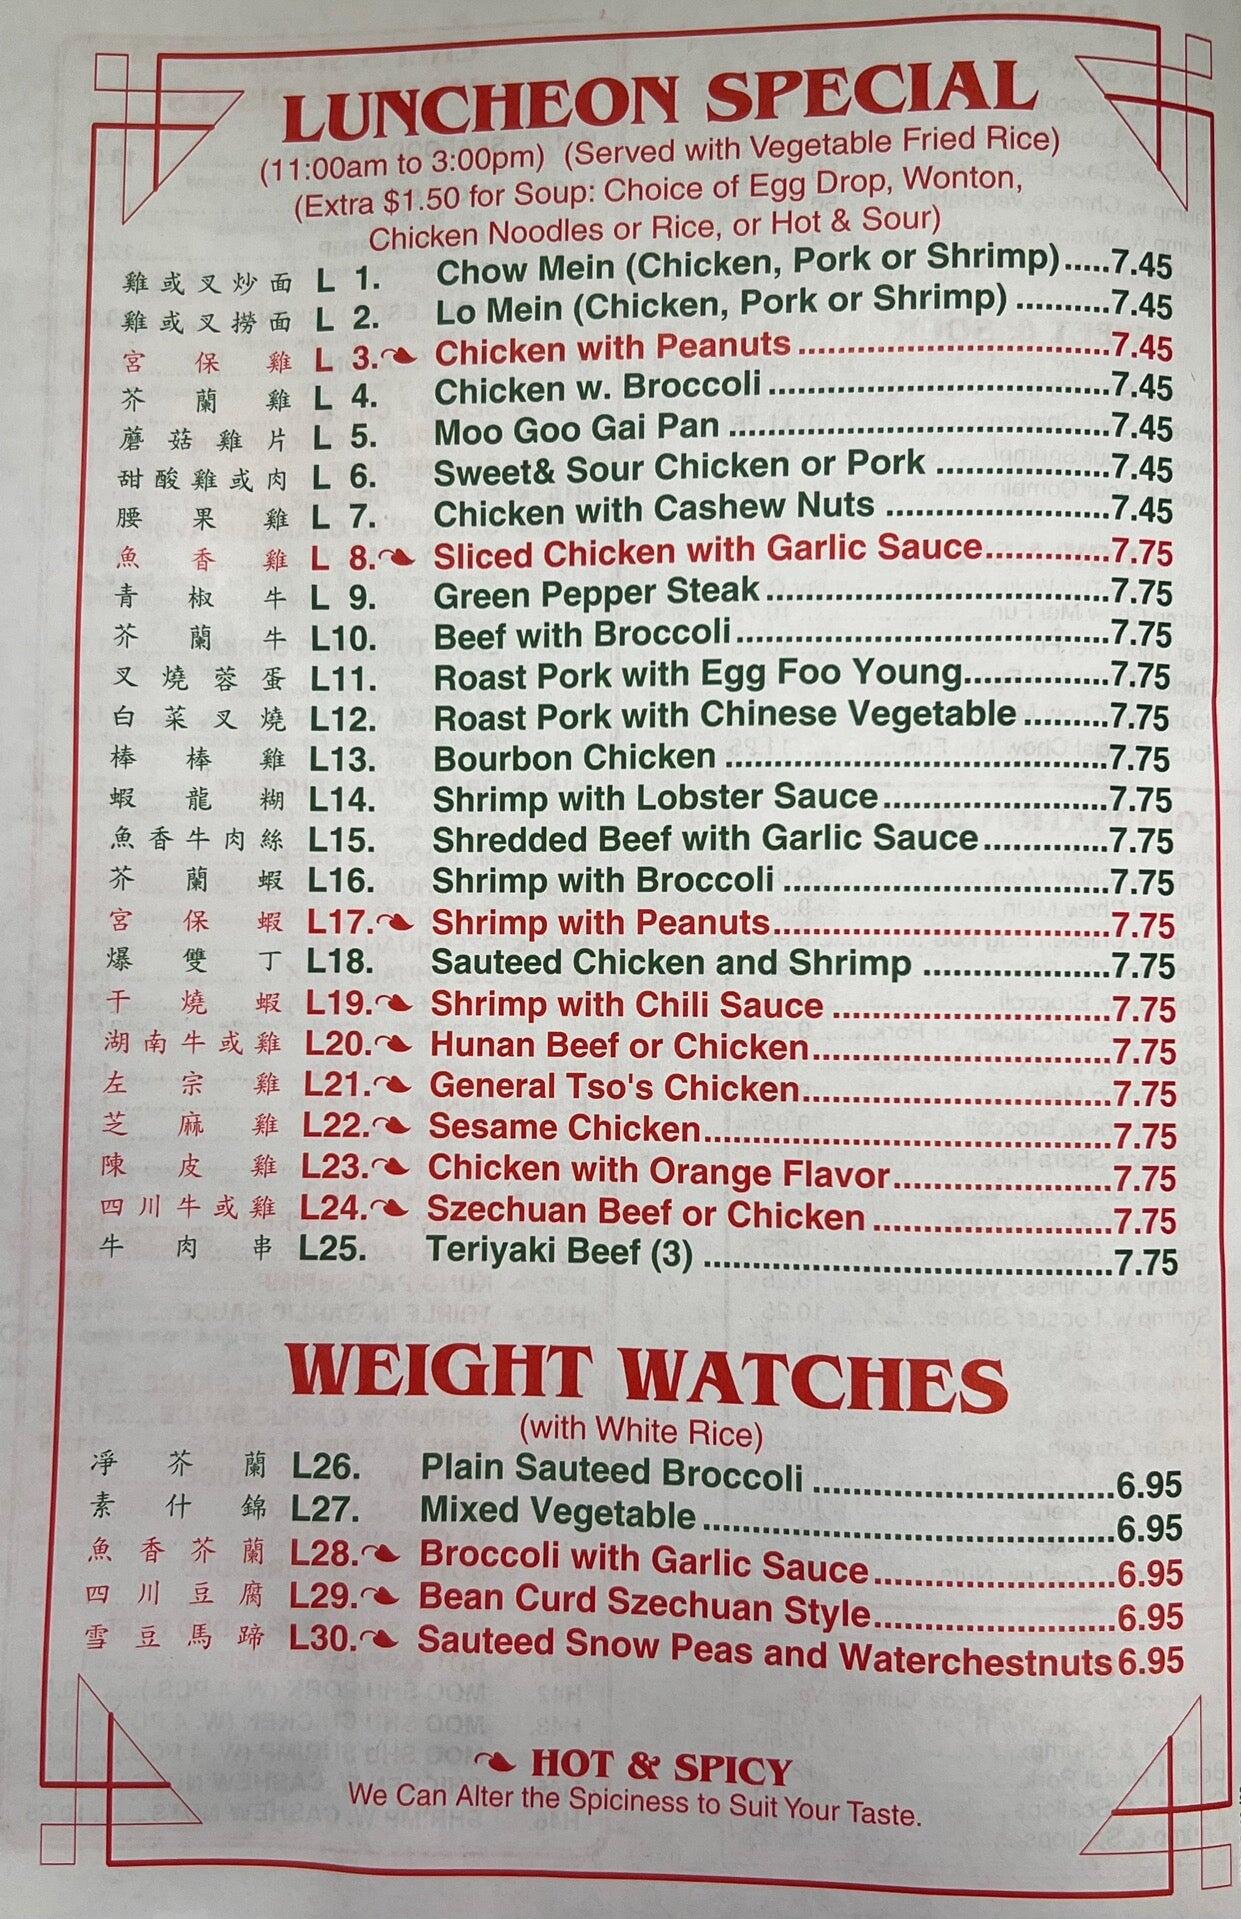 LUNCHEON SPECIAL
(11:00am to 3:00pm) (Served with Vegetable Fried Rice)
(Extra $1.50 for Soup: Choice of Egg Drop, Wonton,
Chicken Noodles or Rice, or Hot & Sour)
雞或叉炒面 L 1. Chow Mein (Chicken, Pork or Shrimp).....7.45
雞或叉撈面 L 2. Lo Mein (Chicken, Pork or Shrimp) ..........7.45
宮保雞 L 3. Chicken with Peanuts ..................................7.45
芥蘭雞 L 4. Chicken w. Broccoli .....................................7.45
蘑菇雞片 L 5. Moo Goo Gai Pan .........................................7.45
甜酸雞或肉 L 6. Sweet& Sour Chicken or Pork ...................7.45
腰果雞 L 7. Chicken with Cashew Nuts ........................7.45
魚香雞 L 8. Sliced Chicken with Garlic Sauce..............7.75
青椒牛 L 9. Green Pepper Steak .....................................7.75
芥蘭牛 L10. Beef with Broccoli ........................................7.75
叉燒蓉蛋 L11. Roast Pork with Egg Foo Young................7.75
白菜叉燒 L12. Roast Pork with Chinese Vegetable ..........7.75
棒棒雞 L13. Bourbon Chicken .........................................7.75
蝦龍糊 L14. Shrimp with Lobster Sauce........................7.75
魚香牛肉絲 L15. Shredded Beef with Garlic Sauce..............7.75
芥蘭蝦 L16. Shrimp with Broccoli ...................................7.75
宮保蝦 L17. Shrimp with Peanuts....................................7.75
爆雙丁 L18. Sauteed Chicken and Shrimp ....................7.75
干燒蝦 L19. Shrimp with Chili Sauce ..............................7.75
湖南牛或雞 L20. Hunan Beef or Chicken................................7.75
左宗雞 L21. General Tso's Chicken.................................7.75
芝麻雞 L22. Sesame Chicken............................................7.75
陳皮雞 L23. Chicken with Orange Flavor........................7.75
四川牛或雞 L24. Szechuan Beef or Chicken ..........................7.75
牛肉串 L25. Teriyaki Beef (3) ............................................7.75
WEIGHT WATCHES
(with White Rice)
凈芥蘭 L26. Plain Sauteed Broccoli ................................6.95
素什錦 L27. Mixed Vegetable ............................................6.95
魚香芥蘭 L28. Broccoli with Garlic Sauce..........................6.95
四川豆腐 L29. Bean Curd Szechuan Style..........................6.95
雪豆馬蹄 L30. Sauteed Snow Peas and Waterchestnuts 6.95
HOT & SPICY
We Can Alter the Spiciness to Suit Your Taste.